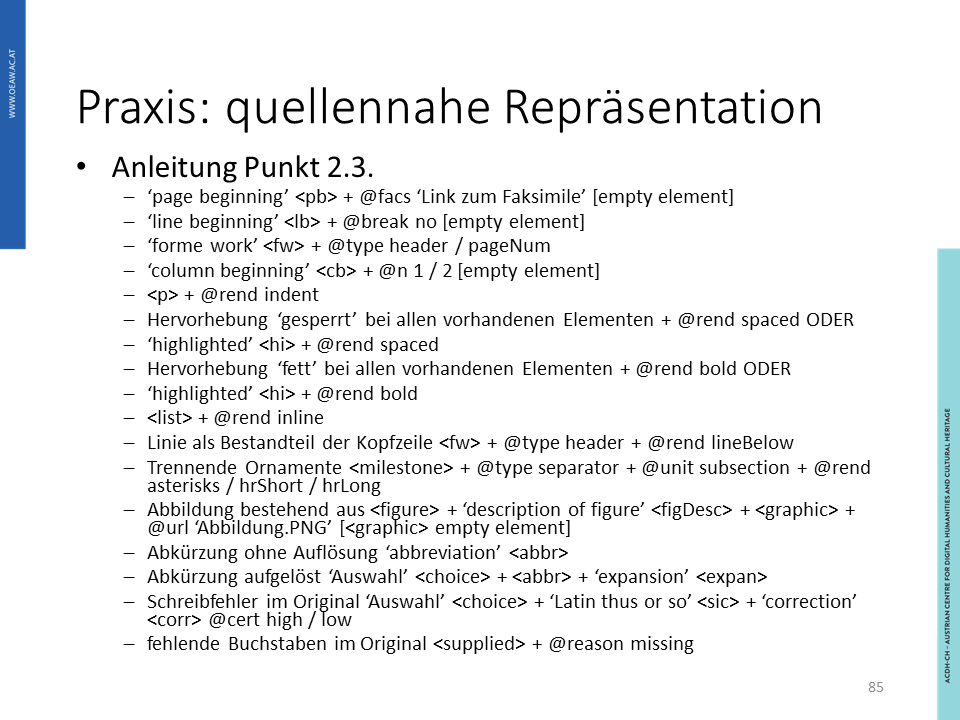 WWW.OEAW.AC.AT
Praxis: quellennahe Repräsentation
• Anleitung Punkt 2.3.
– ‘page beginning’ <pb> + @facs ‘Link zum Faksimile’ [empty element]
– ‘line beginning’ <lb> + @break no [empty element]
– ‘forme work’ <fw> + @type header / pageNum
– ‘column beginning’ <cb> + @n 1 / 2 [empty element]
– <p> + @rend indent
– Hervorhebung ‘gesperrt’ bei allen vorhandenen Elementen + @rend spaced ODER
– ‘highlighted’ <hi> + @rend spaced
– Hervorhebung ‘fett’ bei allen vorhandenen Elementen + @rend bold ODER
– ‘highlighted’ <hi> + @rend bold
– <list> + @rend inline
– Linie als Bestandteil der Kopfzeile <fw> + @type header + @rend lineBelow
– Trennende Ornamente <milestone> + @type separator + @unit subsection + @rend
asterisks / hrShort / hrLong
– Abbildung bestehend aus <figure> + ‘description of figure’ <figDesc> + <graphic> +
@url ‘Abbildung.PNG’ [<graphic> empty element]
– Abkürzung ohne Auflösung ‘abbreviation’ <abbr>
– Abkürzung aufgelöst ‘Auswahl’ <choice> + <abbr> + ‘expansion’ <expan>
– Schreibfehler im Original ‘Auswahl’ <choice> + ‘Latin thus or so’ <sic> + ‘correction’
<corr> @cert high / low
– fehlende Buchstaben im Original <supplied> + @reason missing
85
ACDH-CH – AUSTRIAN CENTRE FOR DIGITAL HUMANITIES AND CULTURAL HERITAGE